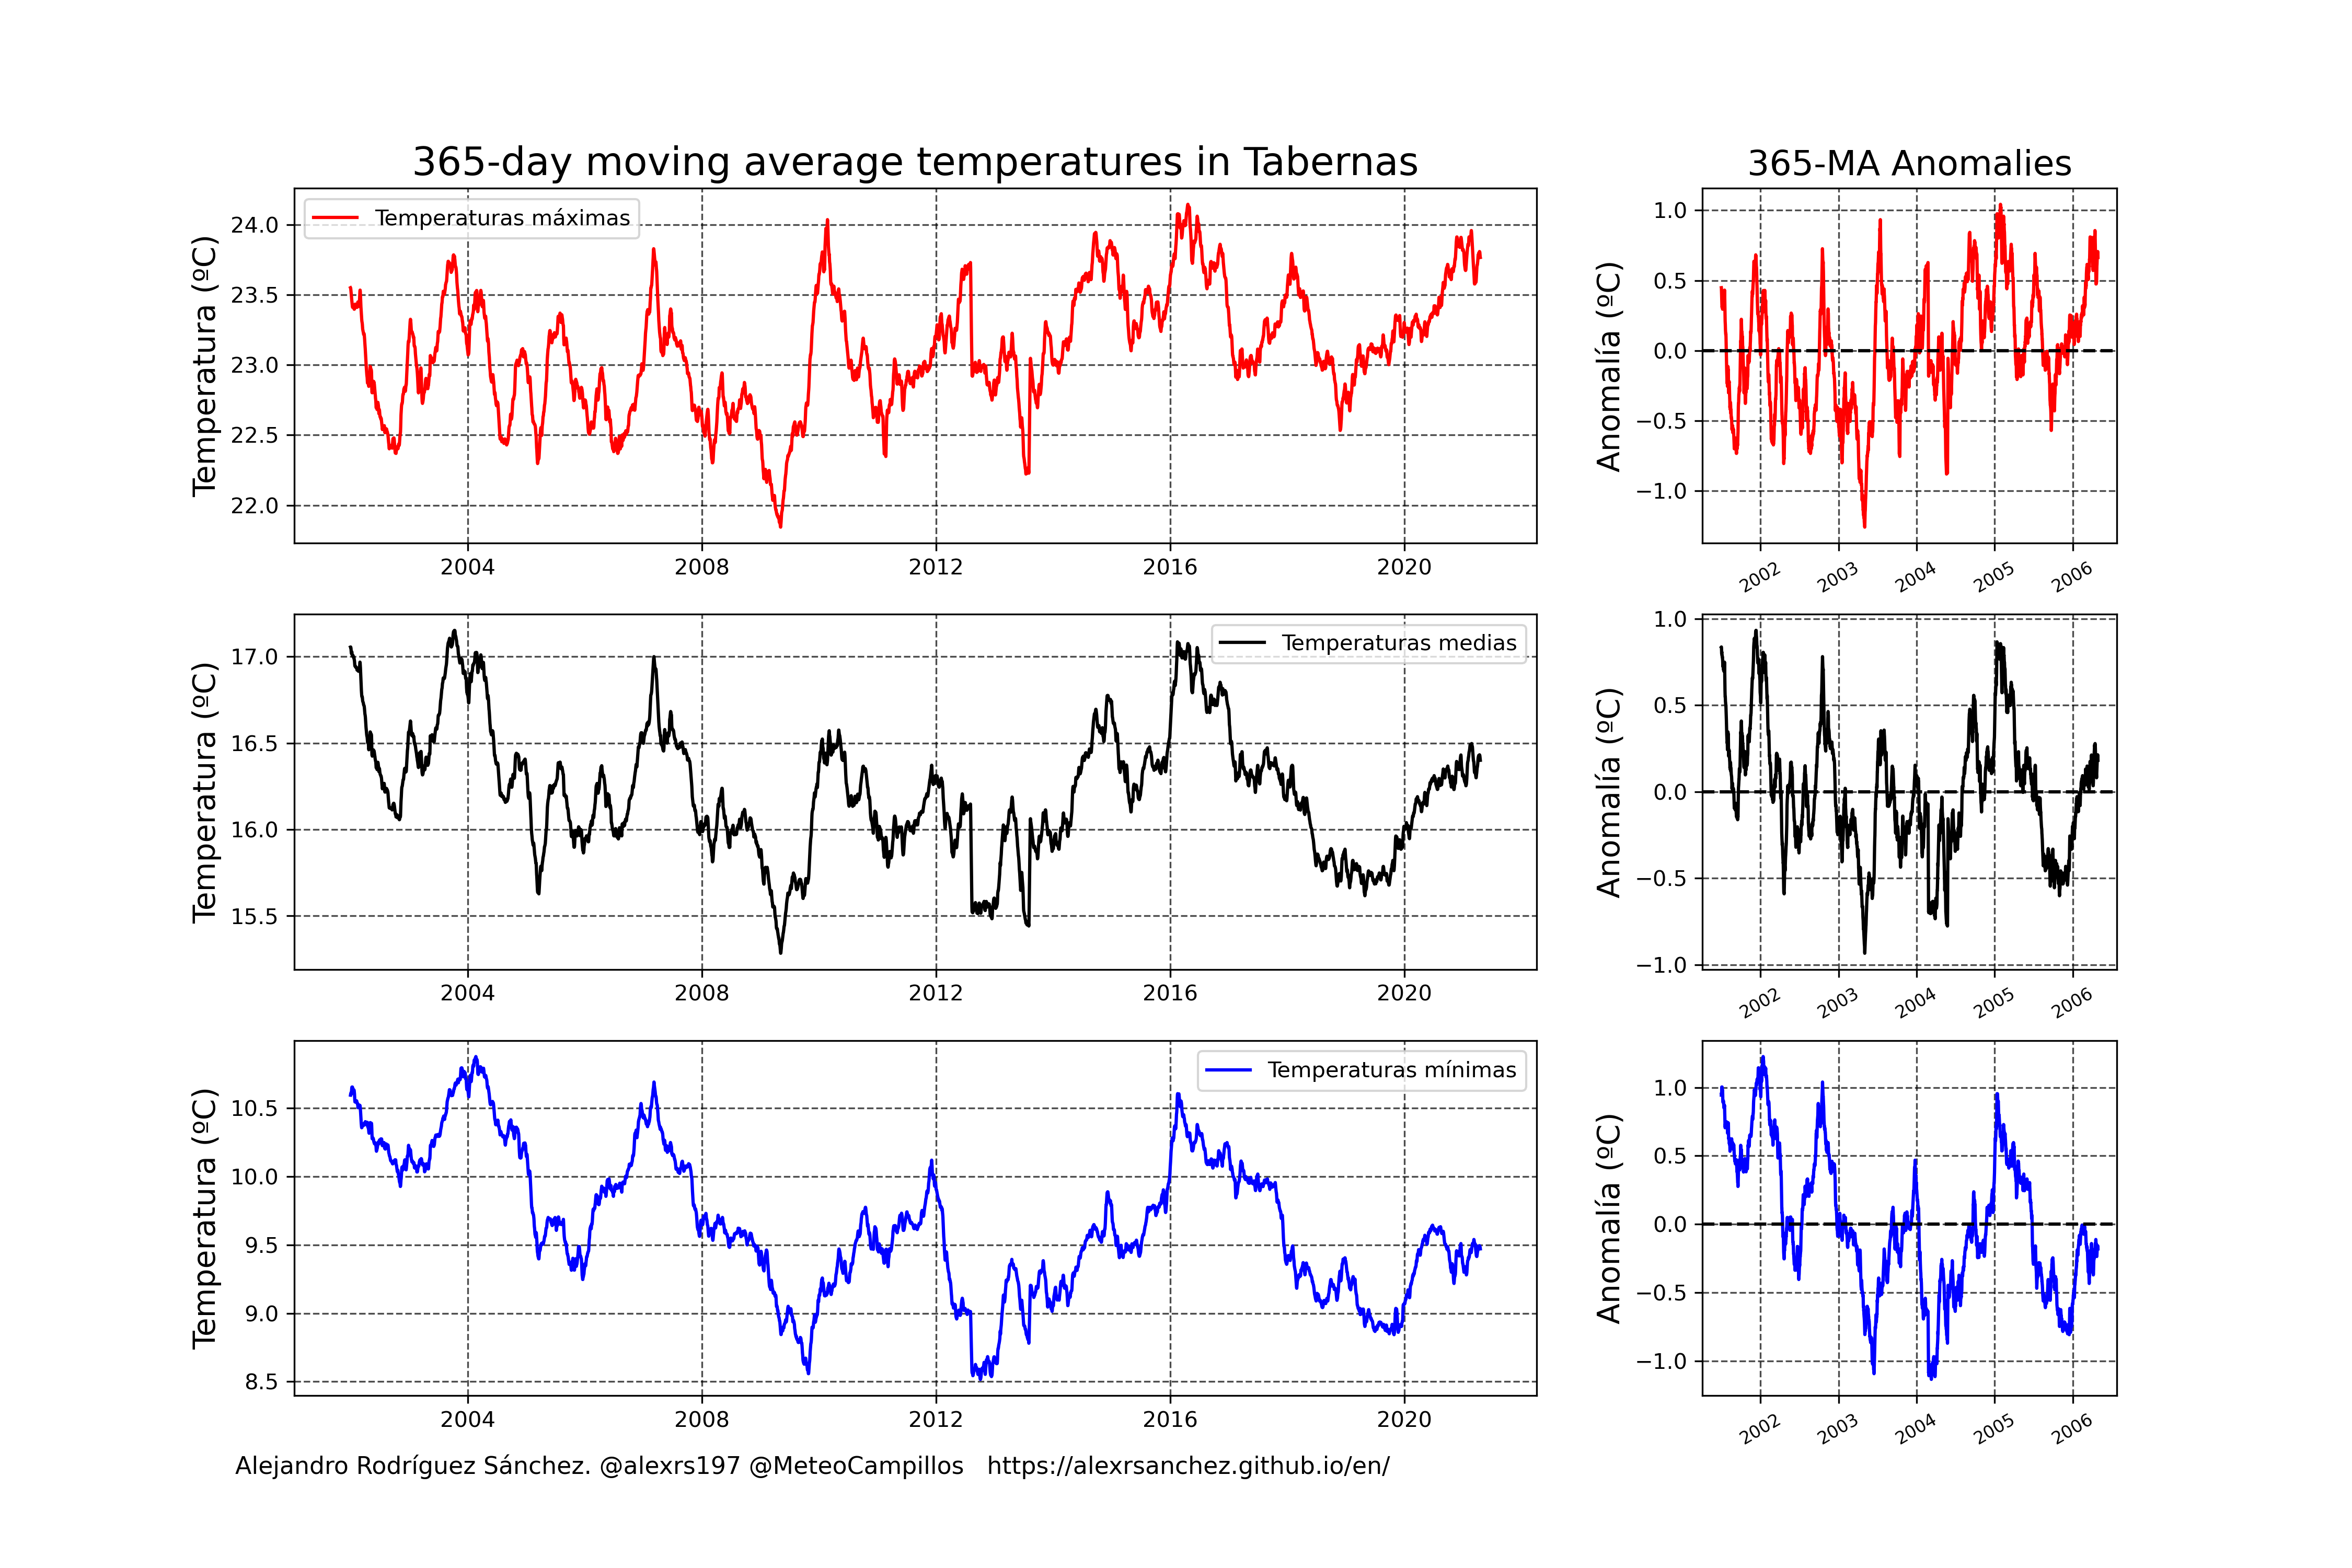 365-day moving average temperatures in Tabernas
Temperatura (ºC)
24.0
23.5
23.0
22.5
22.0
Temperaturas máximas
2004 2008 2012 2016 2020
365-MA Anomalies
Anomalía (ºC)
1.0
0.5
0.0
−0.5
−1.0
2002 2003 2004 2005 2006
Temperatura (ºC)
17.0
16.5
16.0
15.5
Temperaturas medias
2004 2008 2012 2016 2020
Anomalía (ºC)
1.0
0.5
0.0
−0.5
−1.0
2002 2003 2004 2005 2006
Temperatura (ºC)
10.5
10.0
9.5
9.0
8.5
Temperaturas mínimas
2004 2008 2012 2016 2020
Anomalía (ºC)
1.0
0.5
0.0
−0.5
−1.0
2002 2003 2004 2005 2006
Alejandro Rodríguez Sánchez. @alexrs197 @MeteoCampillos https://alexrsanchez.github.io/en/